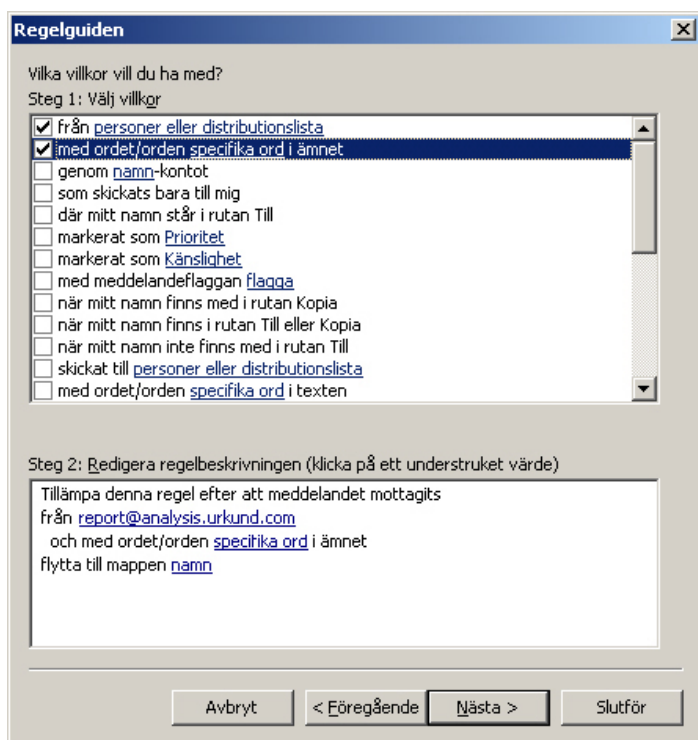 Regelguiden
Vilka villkor vill du ha med?
Steg 1: Välj villkor
från personer eller distributionslista
med ordet/orden specifika ord i ämnet
genom namn-kontot
som skickats bara till mig
där mitt namn står i rutan Till
markerat som Prioritet
markerat som Känslighet
med meddelandeflaggan flagga
när mitt namn finns med i rutan Kopia
när mitt namn finns i rutan Till eller Kopia
när mitt namn inte finns med i rutan Till
skickat till personer eller distributionslista
med ordet/orden specifika ord i texten
Steg 2: Redigera regelbeskrivningen (klicka på ett understruket värde)
Tillämpa denna regel efter att meddelandet mottagits
från report@analysis.urkund.com
och med ordet/orden specifika ord i ämnet
flytta till mappen namn
Avbryt < Föregående Nästa > Slutför